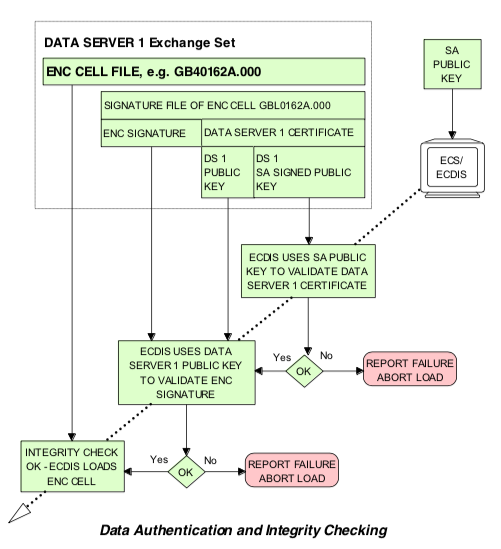 DATA SERVER 1 Exchange Set
ENC CELL FILE, e.g. GB40162A.000
SIGNATURE FILE OF ENC CELL GBL0162A.000
ENC SIGNATURE
DATA SERVER 1 CERTIFICATE
DS 1
PUBLIC
KEY
DS 1
SA SIGNED PUBLIC
KEY
SA
PUBLIC
KEY
ECS/
ECDIS
ECDIS USES SA PUBLIC
KEY TO VALIDATE DATA
SERVER 1 CERTIFICATE
ECDIS USES DATA
SERVER 1 PUBLIC KEY
TO VALIDATE ENC
SIGNATURE
Yes
OK
No
REPORT FAILURE
ABORT LOAD
INTEGRITY CHECK
OK - ECDIS LOADS
ENC CELL
Yes
OK
No
REPORT FAILURE
ABORT LOAD
Data Authentication and Integrity Checking